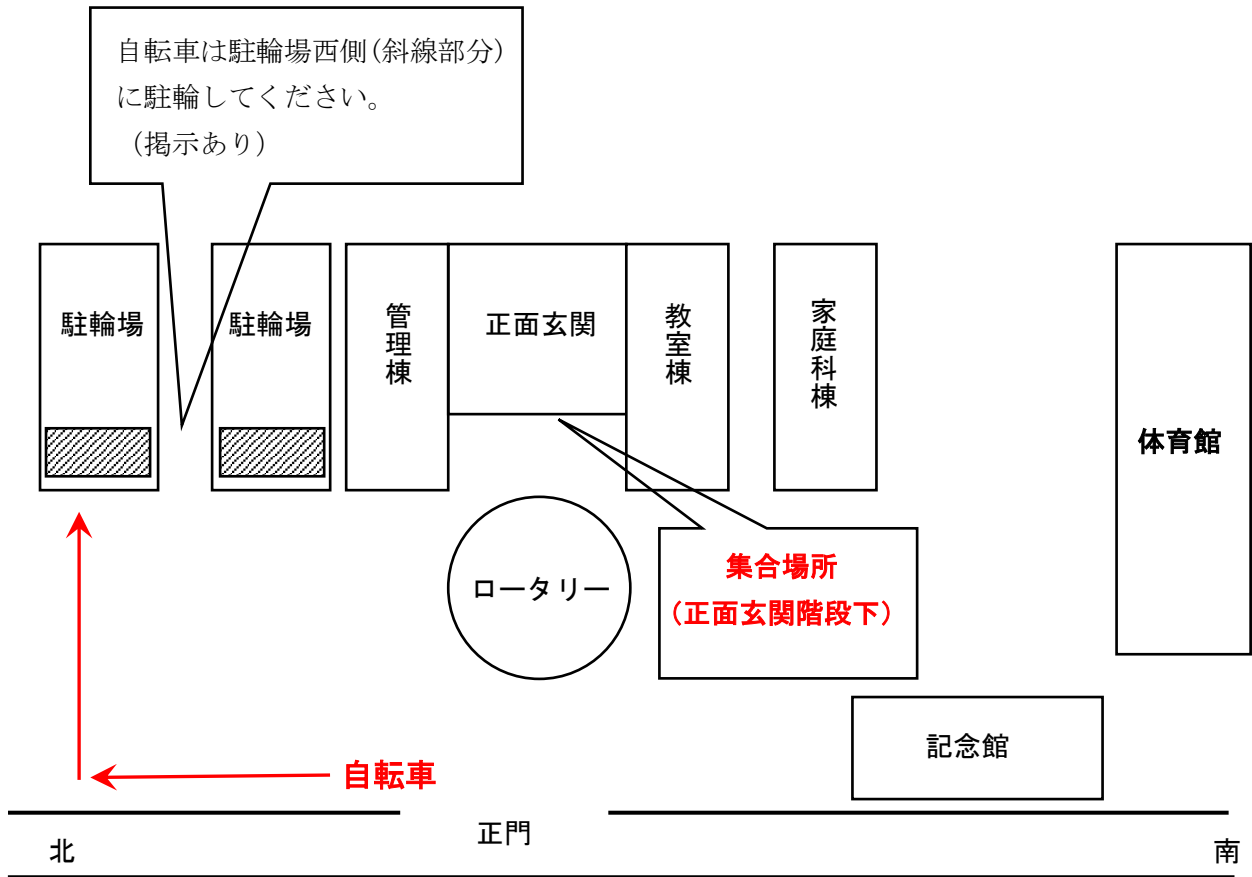 自転車は駐輪場西側(斜線部分)
に駐輪してください。
(掲示あり)
駐輪場
駐輪場
管理棟
正面玄関
教室棟
家庭科棟
体育館
ロータリー
集合場所
(正面玄関階段下)
記念館
自転車
正門
北
南